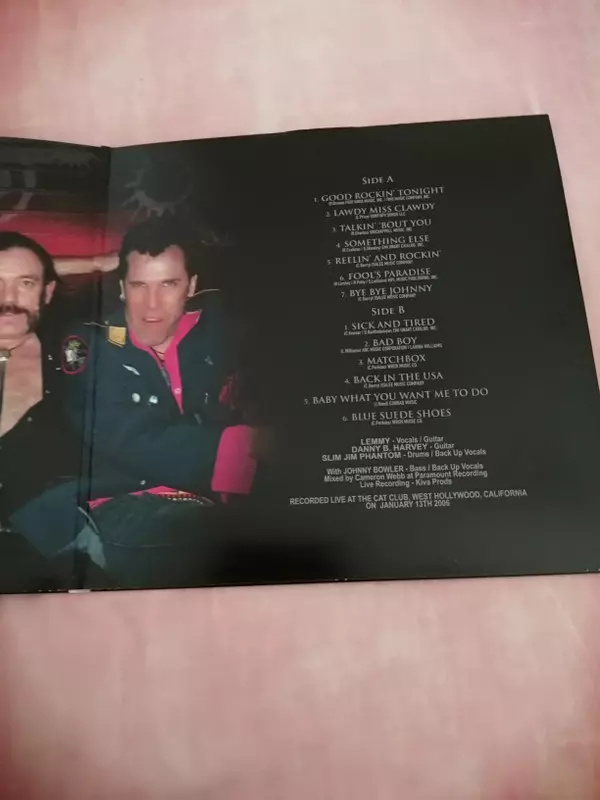 SIDE A
1. GOOD ROCKIN' TONIGHT
2. LAWDY MISS CLAWDY
3. TALKIN' 'BOUT YOU
4. SOMETHING ELSE
5. REELIN' AND ROCKIN'
6. FOOL'S PARADISE
7. BYE BYE JOHNNY
SIDE B
1. SICK AND TIRED
2. BAD BOY
3. MATCHBOX
4. BACK IN THE USA
5. BABY WHAT YOU WANT ME TO DO
6. BLUE SUEDE SHOES
LEMMY - Vocals / Guitar
DANNY B. HARVEY - Guitar
SLIM JIM PHANTOM - Drums / Back Up Vocals
With JOHNNY BOWLER - Bass / Back Up Vocals
Mixed by Cameron Webb at Paramount Recording
Live Recording - Kiva Prods
RECORDED LIVE AT THE CAT CLUB, WEST HOLLYWOOD, CALIFORNIA
ON JANUARY 13TH 2006